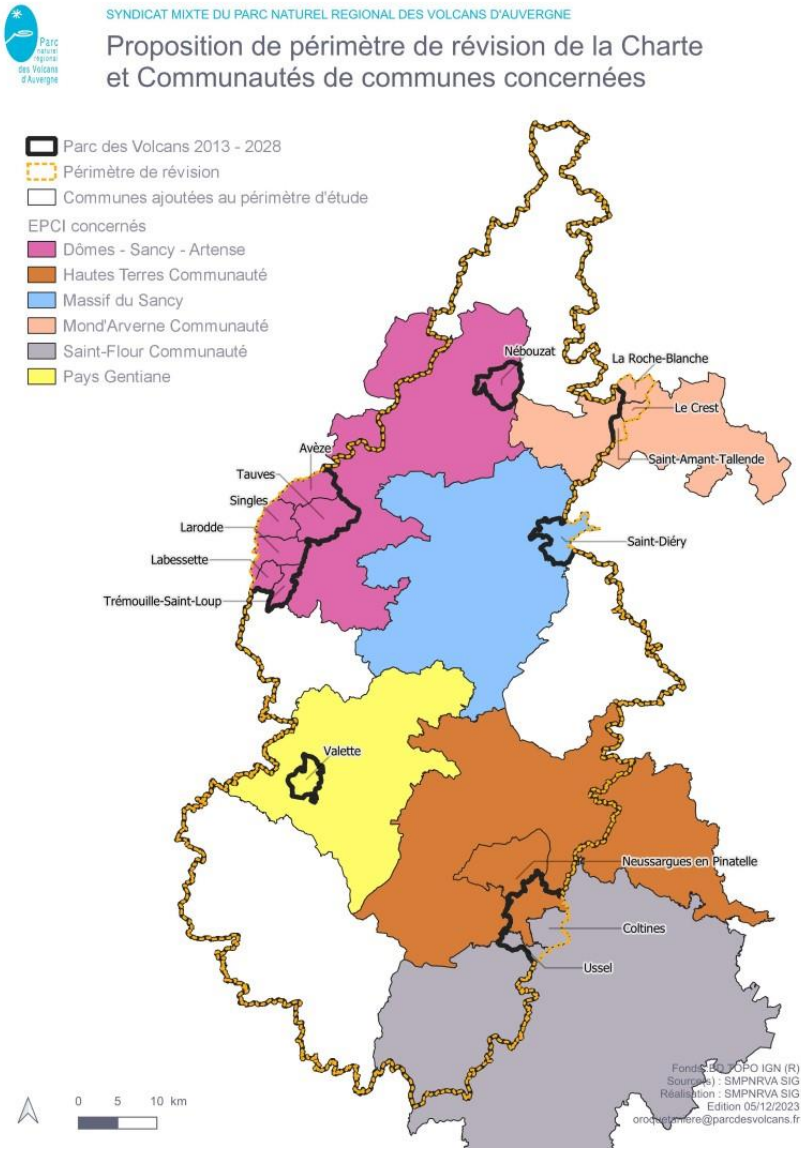 SYNDICAT MIXTE DU PARC NATUREL REGIONAL DES VOLCANS D'AUVERGNE
Parc
naturel
régional
des Volcans
d'Auvergne
Proposition de périmètre de révision de la Charte
et Communautés de communes concernées
Parc des Volcans 2013 - 2028
Périmètre de révision
Communes ajoutées au périmètre d'étude
EPCI concernés
Dômes - Sancy - Artense
Hautes Terres Communauté
Massif du Sancy
Mond'Arverne Communauté
Saint-Flour Communauté
Pays Gentiane
Nébouzat
La Roche-Blanche
Le Crest
Saint-Amant-Tallende
Avèze
Tauves
Singles
Larodde
Labessette
Trémouille-Saint-Loup
Saint-Diéry
Valette
Neussargues en Pinatelle
Coltines
Ussel
Fonds : BD TOPO IGN (R)
Source(s) : SMPNRVA SIG
Réalisation : SMPNRVA SIG
Edition 05/12/2023
0 5 10 km